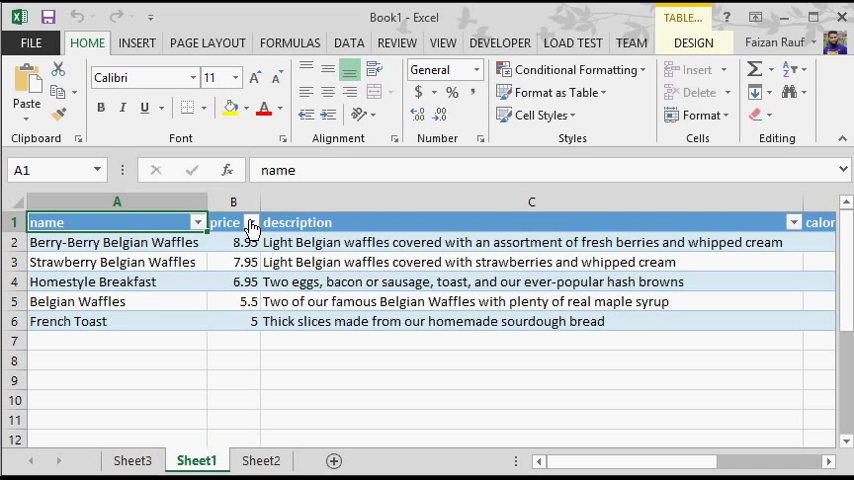 Book1 - Excel
TABLE...
FILE HOME INSERT PAGE LAYOUT FORMULAS DATA REVIEW VIEW DEVELOPER LOAD TEST TEAM DESIGN Faizan Rauf
Paste
Calibri 11
B I U
General
$ % ,
Conditional Formatting
Format as Table
Cell Styles
Insert
Delete
Format
Clipboard Font Alignment Number Styles Cells Editing
A1 fx name
A B C
1 name price description calor
2 Berry-Berry Belgian Waffles 8.95 Light Belgian waffles covered with an assortment of fresh berries and whipped cream
3 Strawberry Belgian Waffles 7.95 Light Belgian waffles covered with strawberries and whipped cream
4 Homestyle Breakfast 6.95 Two eggs, bacon or sausage, toast, and our ever-popular hash browns
5 Belgian Waffles 5.5 Two of our famous Belgian Waffles with plenty of real maple syrup
6 French Toast 5 Thick slices made from our homemade sourdough bread
7
8
9
10
11
12
Sheet3 Sheet1 Sheet2